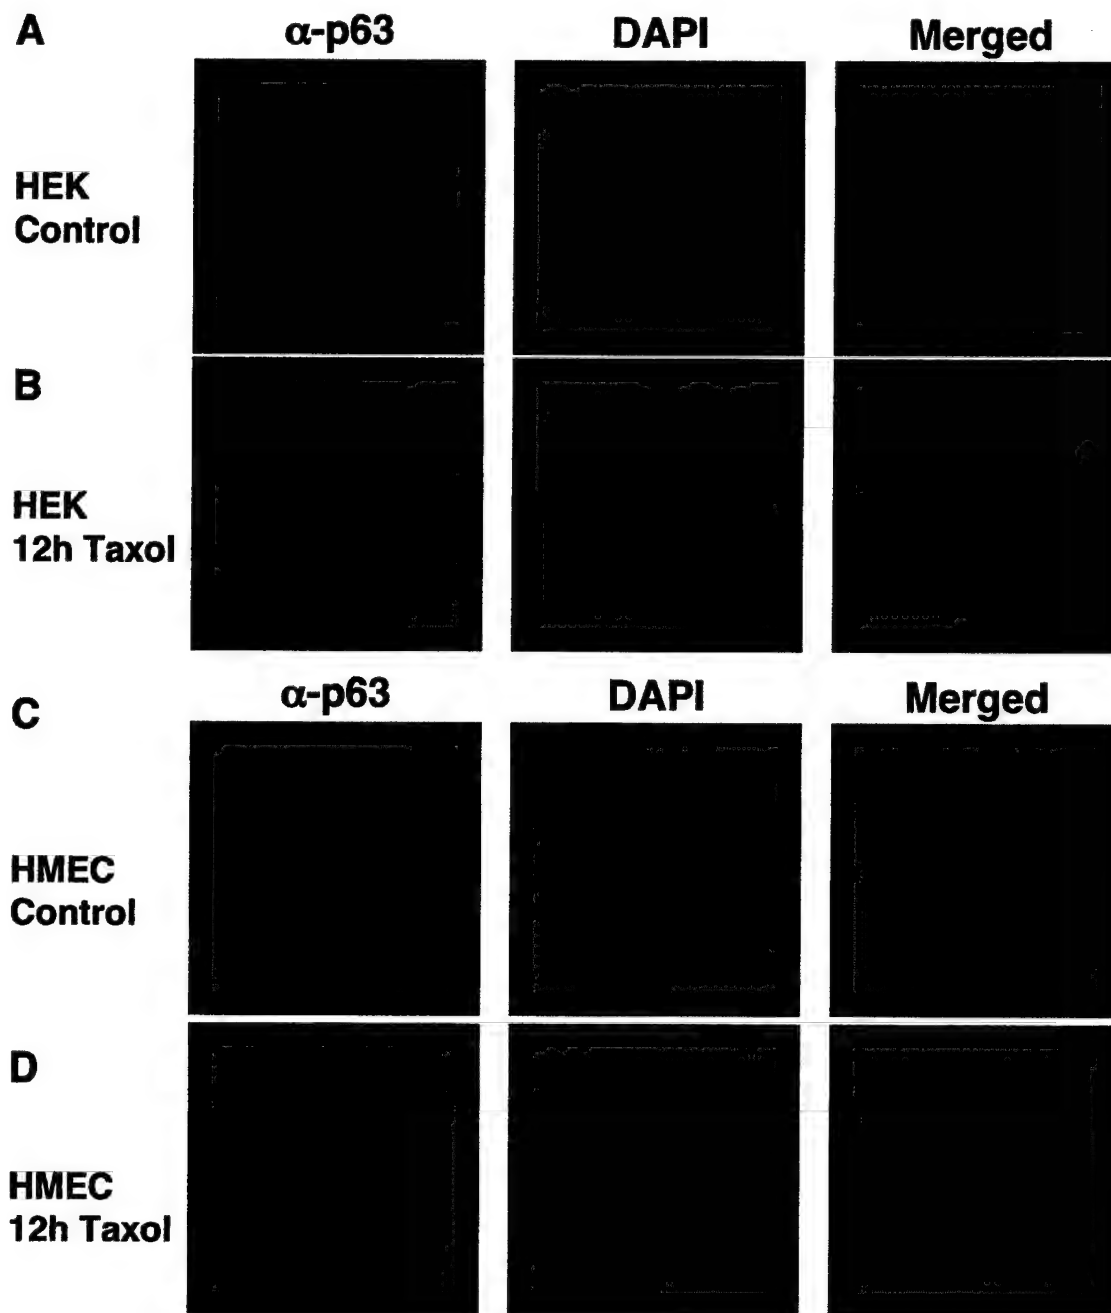 A
α-p63 DAPI Merged
HEK
Control
B
HEK
12h Taxol
C
α-p63 DAPI Merged
HMEC
Control
D
HMEC
12h Taxol